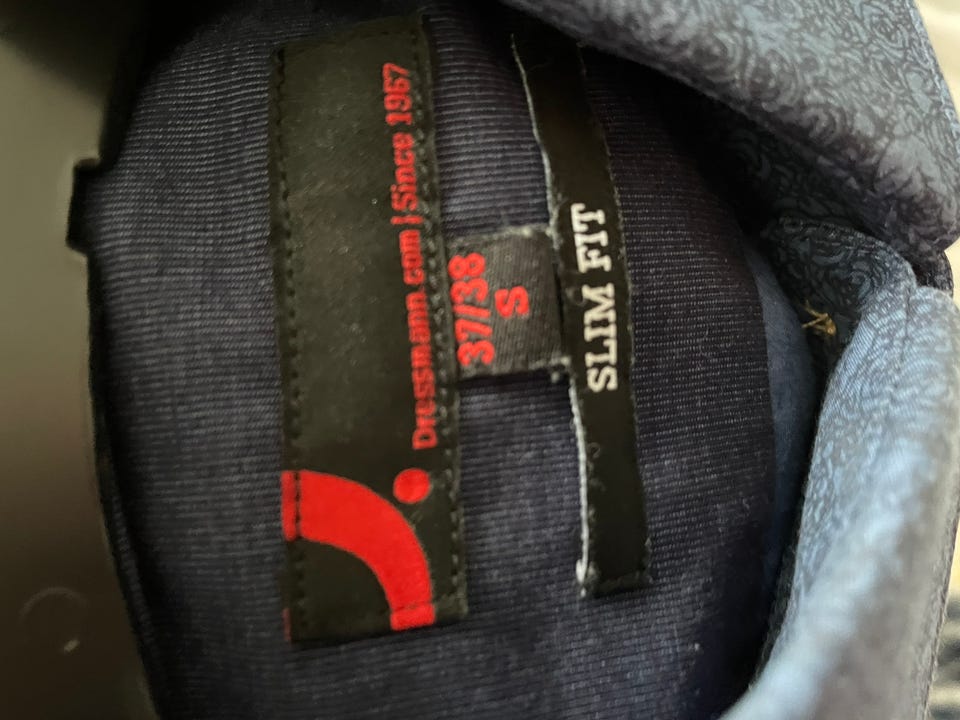 Dressmann.com | Since 1967
37/38
S
SLIM FIT